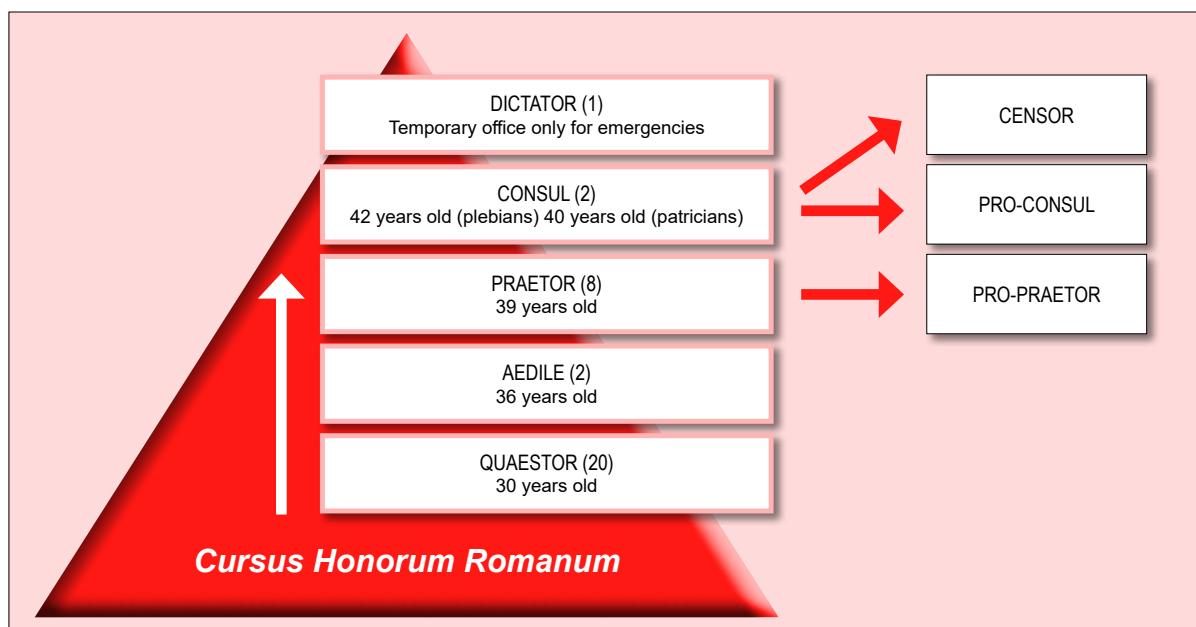 DICTATOR (1)
Temporary office only for emergencies
CENSOR
CONSUL (2)
42 years old (plebians) 40 years old (patricians)
PRO-CONSUL
PRAETOR (8)
39 years old
PRO-PRAETOR
AEDILE (2)
36 years old
QUAESTOR (20)
30 years old
Cursus Honorum Romanum